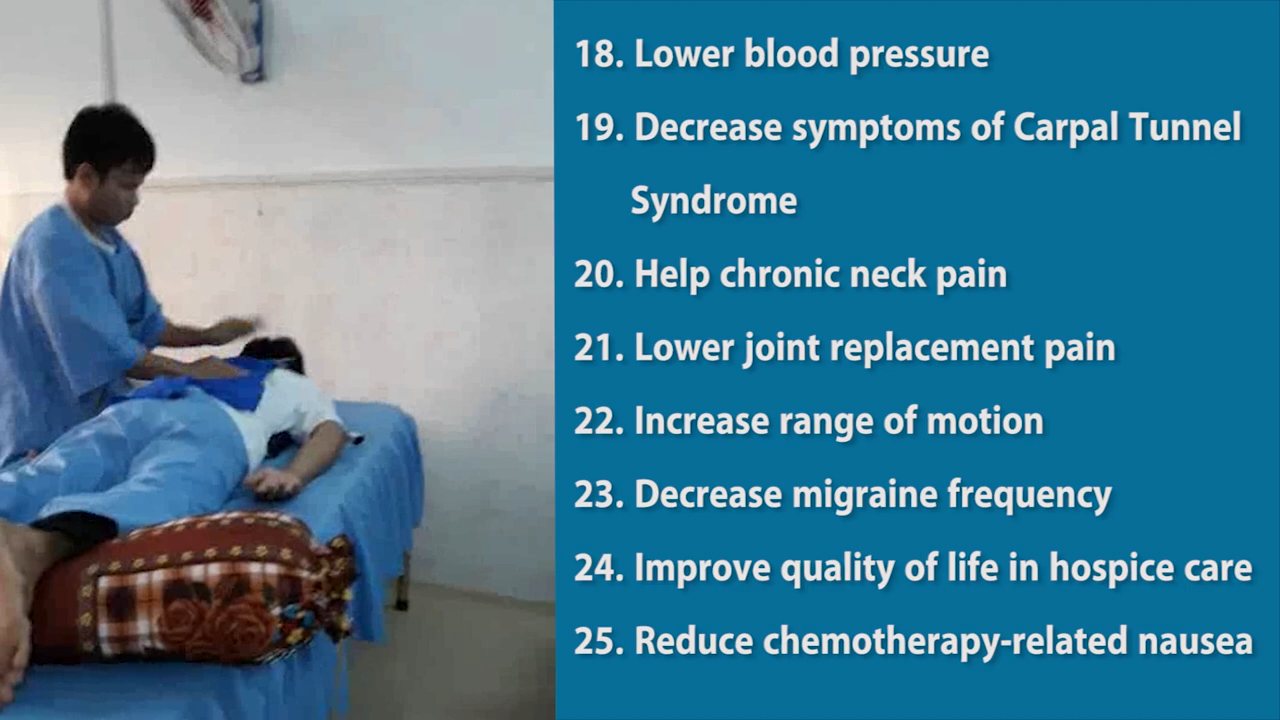 18. Lower blood pressure
19. Decrease symptoms of Carpal Tunnel
Syndrome
20. Help chronic neck pain
21. Lower joint replacement pain
22. Increase range of motion
23. Decrease migraine frequency
24. Improve quality of life in hospice care
25. Reduce chemotherapy-related nausea